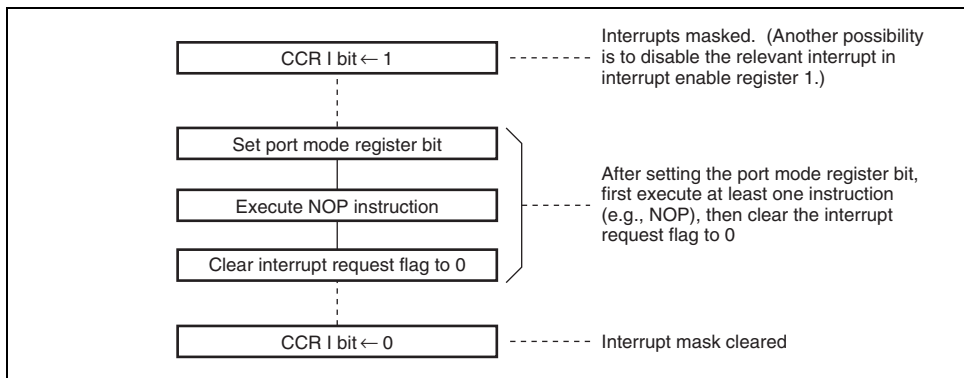 CCR I bit ← 1
Interrupts masked. (Another possibility
is to disable the relevant interrupt in
interrupt enable register 1.)
Set port mode register bit
Execute NOP instruction
Clear interrupt request flag to 0
After setting the port mode register bit,
first execute at least one instruction
(e.g., NOP), then clear the interrupt
request flag to 0
CCR I bit ← 0
Interrupt mask cleared